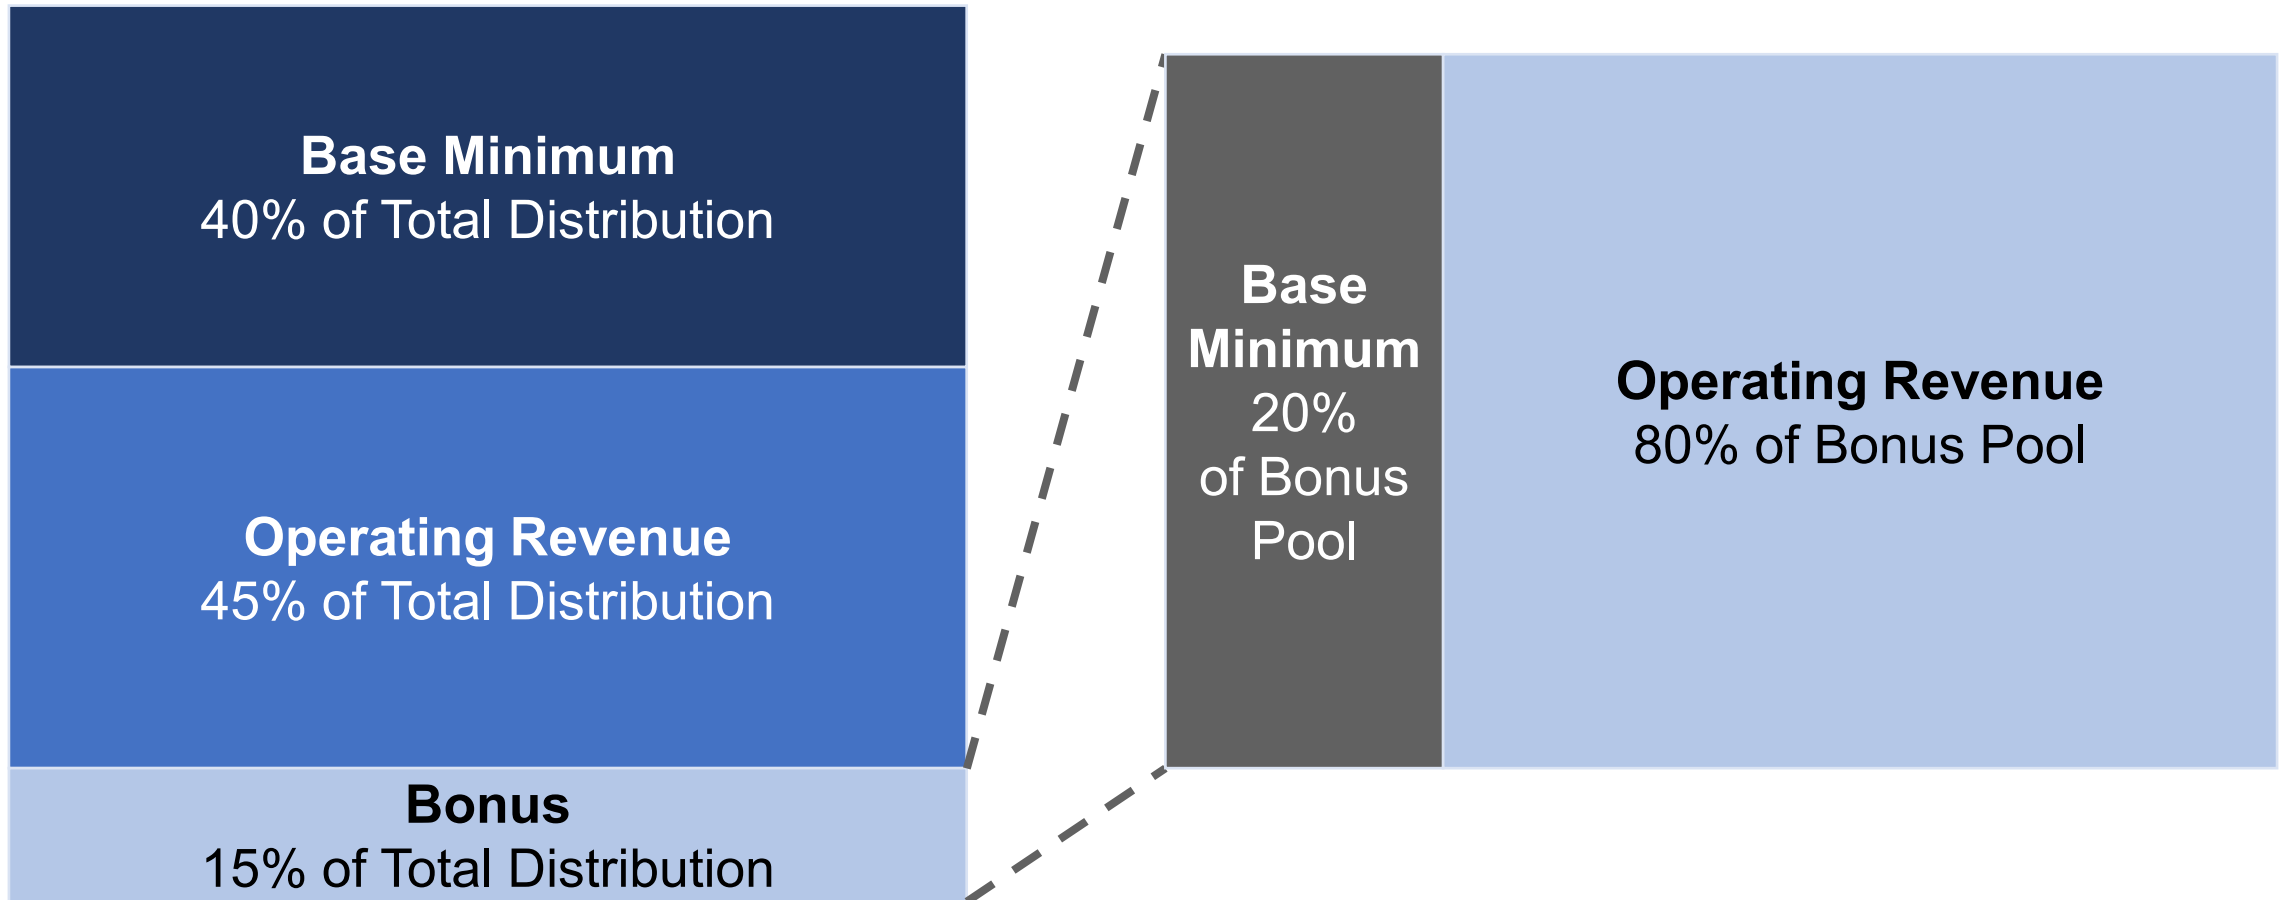 Base Minimum
40% of Total Distribution
Operating Revenue
45% of Total Distribution
Bonus
15% of Total Distribution
Base
Minimum
20%
of Bonus
Pool
Operating Revenue
80% of Bonus Pool